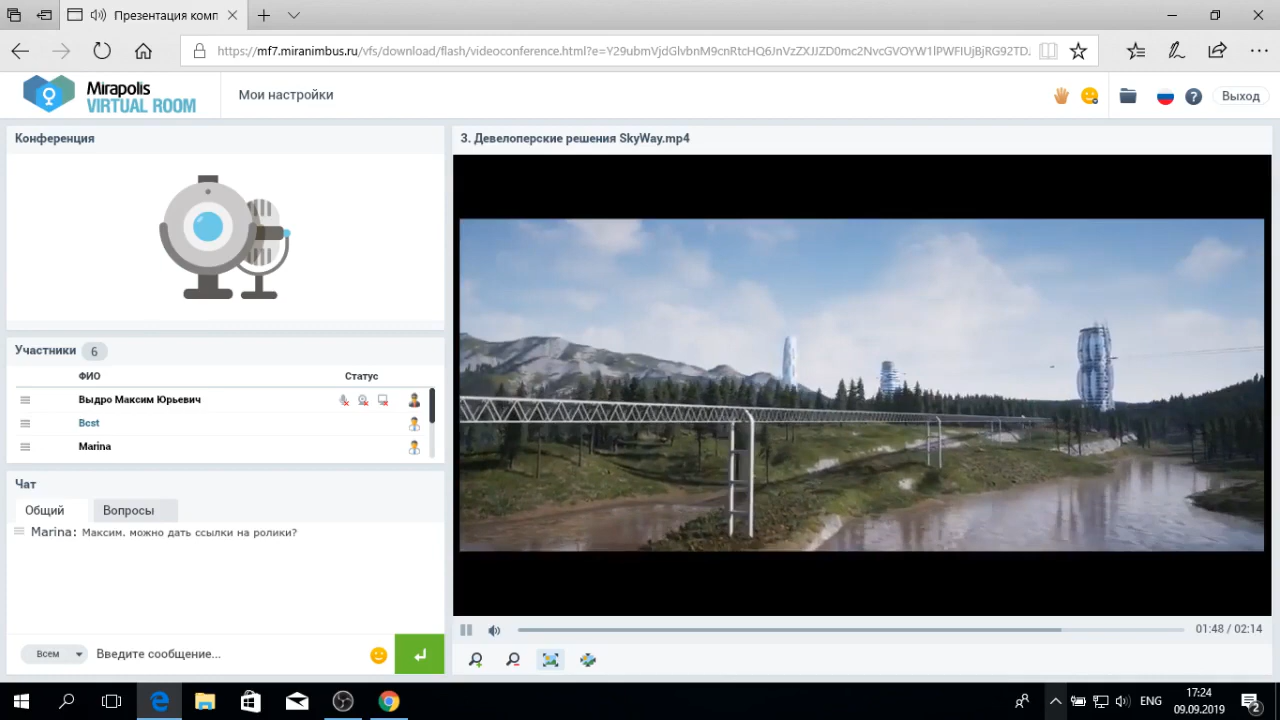 Презентация комп
https://mf7.miranimbus.ru/vfs/download/flash/videoconference.html?e=Y29ubmVjdGlvbnM9cnRtcHQ6JnVzZXJJZD0mc2NvcGVOYW1lPWFIUjBjRG92TD.
Mirapolis
VIRTUAL ROOM
Мои настройки
Выход
Конференция
3. Девелоперские решения SkyWay.mp4
Участники 6
ФИО Статус
Выдро Максим Юрьевич
Bcst
Marina
Чат
Общий Вопросы
Marina: Максим. можно дать ссылки на ролики?
Всем Введите сообщение...
01:48 / 02:14
ENG
17:24
09.09.2019
2